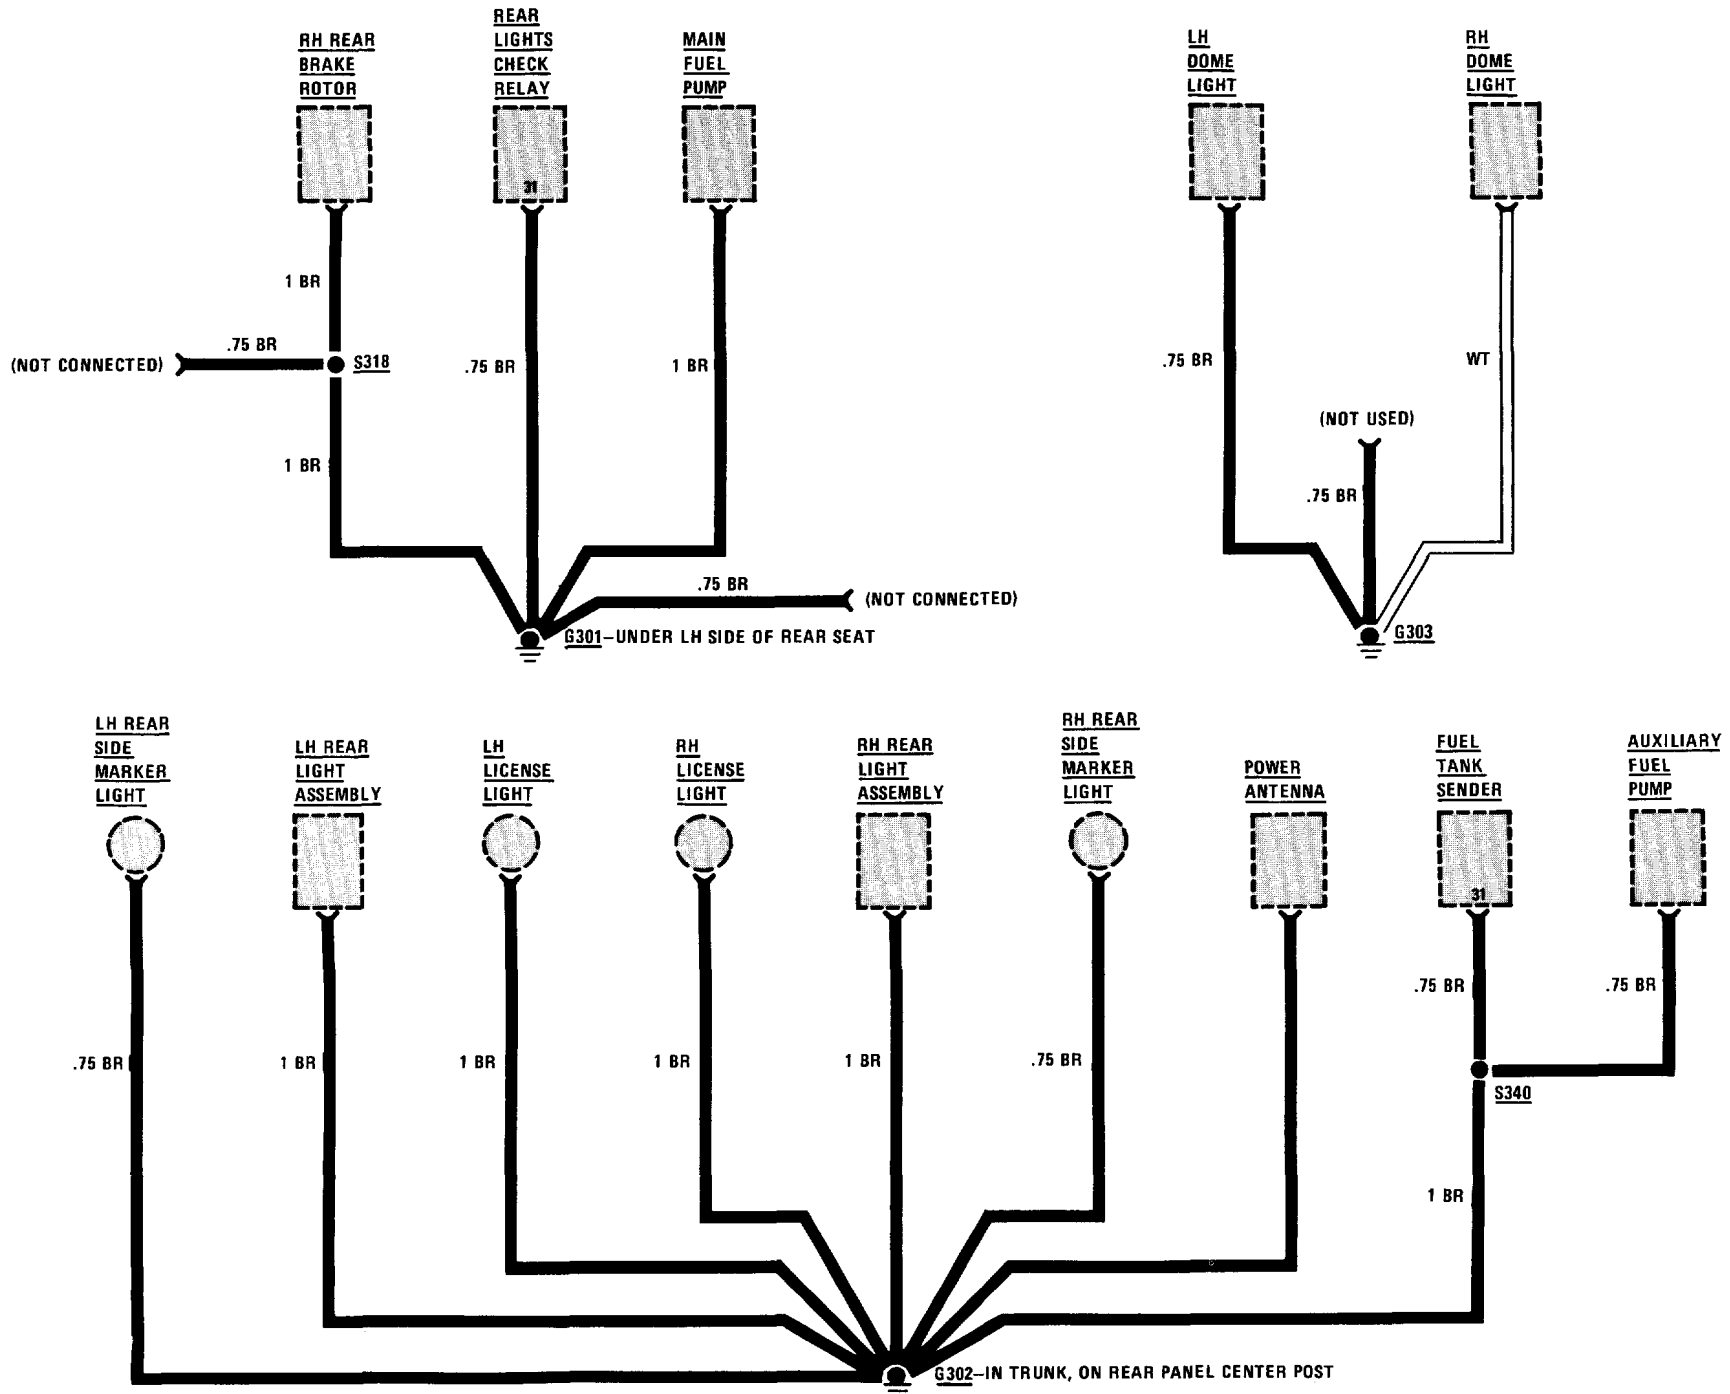 RH REAR
BRAKE
ROTOR
REAR
LIGHTS
CHECK
RELAY
MAIN
FUEL
PUMP
LH
DOME
LIGHT
RH
DOME
LIGHT
31
1 BR
(NOT CONNECTED)
.75 BR
S318
.75 BR
1 BR
1 BR
.75 BR
WT
(NOT USED)
.75 BR
.75 BR
(NOT CONNECTED)
G301–UNDER LH SIDE OF REAR SEAT
G303
LH REAR
SIDE
MARKER
LIGHT
LH REAR
LIGHT
ASSEMBLY
LH
LICENSE
LIGHT
RH
LICENSE
LIGHT
RH REAR
LIGHT
ASSEMBLY
RH REAR
SIDE
MARKER
LIGHT
POWER
ANTENNA
FUEL
TANK
SENDER
AUXILIARY
FUEL
PUMP
31
.75 BR
.75 BR
.75 BR
1 BR
1 BR
1 BR
1 BR
.75 BR
S340
1 BR
G302–IN TRUNK, ON REAR PANEL CENTER POST